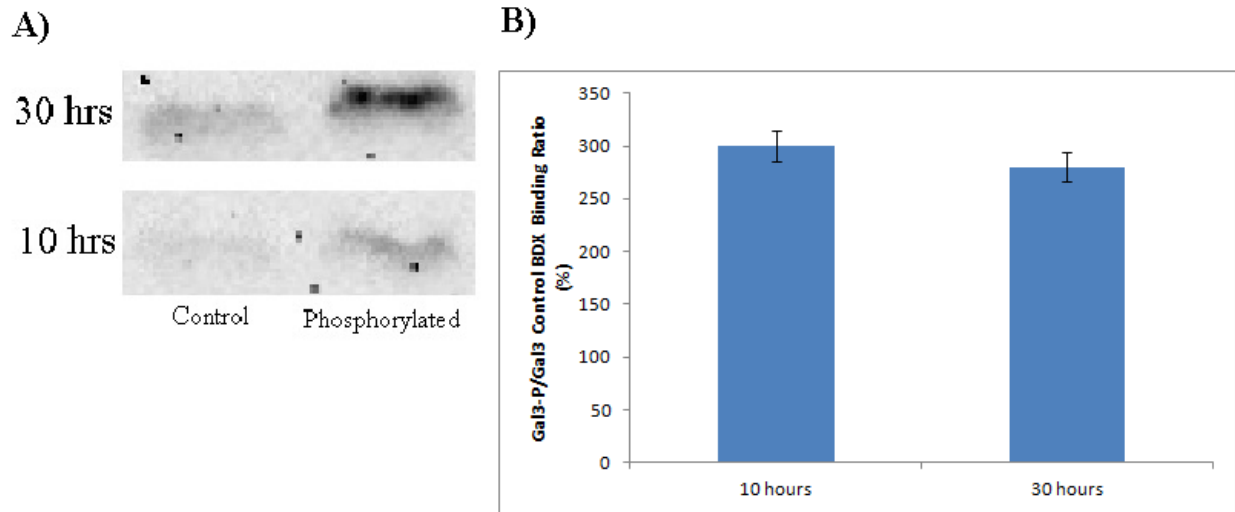 A)
30 hrs
10 hrs
Control
Phosphorylated
B)
Gal3-P/Gal3 Control BDX Binding Ratio
(%)
350
300
250
200
150
100
50
0
10 hours
30 hours